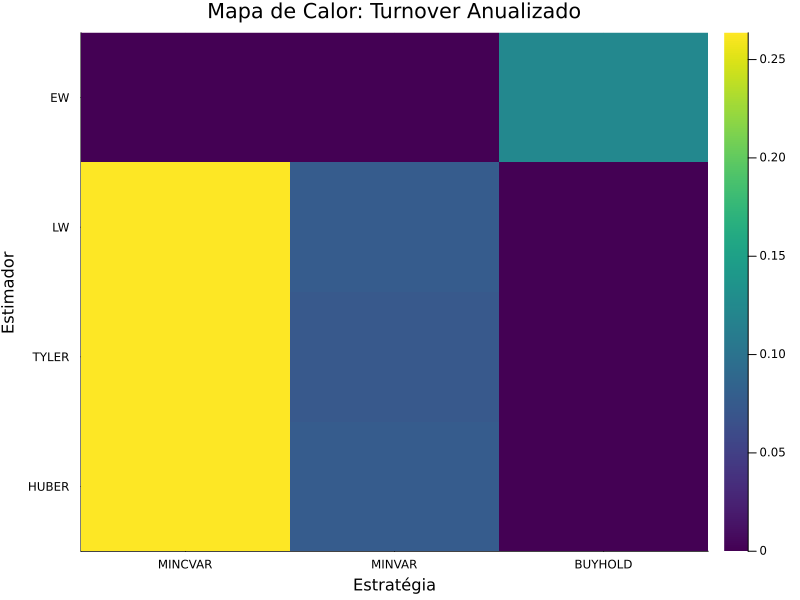 Mapa de Calor: Turnover Anualizado
EW
LW
TYLER
HUBER
Estimador
MINCVAR
MINVAR
BUYHOLD
Estratégia
0.25
0.20
0.15
0.10
0.05
0